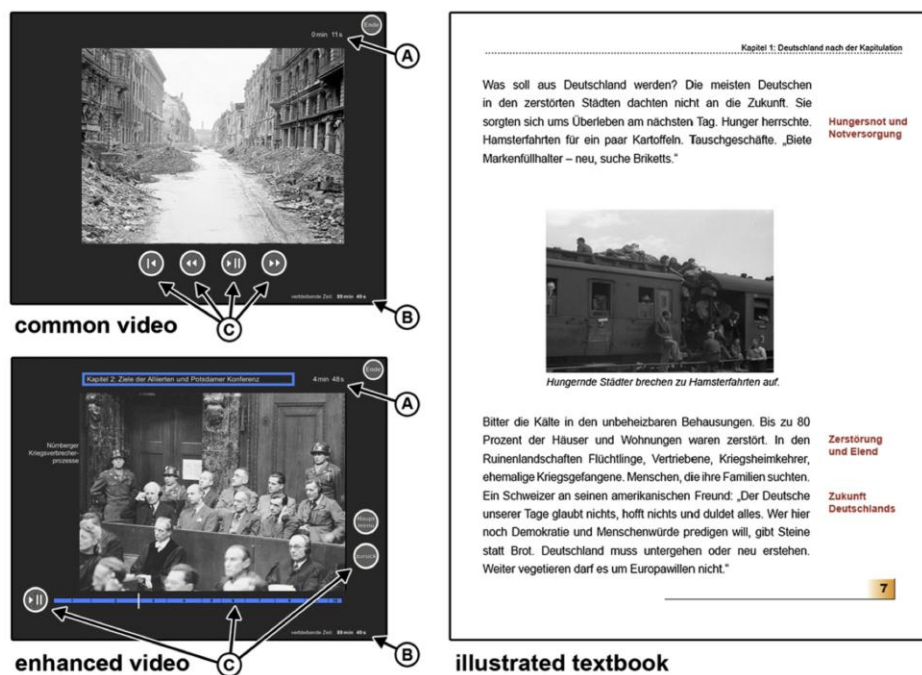 Ende
0 min 11 s
A
verbleibende Zeit: 89 min 49 s
B
C
common video
Ende
Kapitel 2: Ziele der Alliierten und Potsdamer Konferenz
4 min 48 s
A
Nürnberger
Kriegsverbrecher-
prozesse
Haupt
menü
zurück
C
verbleibende Zeit: 89 min 49 s
B
enhanced video
Kapitel 1: Deutschland nach der Kapitulation
Was soll aus Deutschland werden? Die meisten Deutschen
in den zerstörten Städten dachten nicht an die Zukunft. Sie
sorgten sich ums Überleben am nächsten Tag. Hunger herrschte.
Hamsterfahrten für ein paar Kartoffeln. Tauschgeschäfte. „Biete
Markenfüllhalter – neu, suche Briketts.“
Hungersnot und
Notversorgung
Hungernde Städter brechen zu Hamsterfahrten auf.
Bitter die Kälte in den unbeheizbaren Behausungen. Bis zu 80
Prozent der Häuser und Wohnungen waren zerstört. In den
Ruinenlandschaften Flüchtlinge, Vertriebene, Kriegsheimkehrer,
ehemalige Kriegsgefangene. Menschen, die ihre Familien suchten.
Ein Schweizer an seinen amerikanischen Freund: „Der Deutsche
unserer Tage glaubt nichts, hofft nichts und duldet alles. Wer hier
noch Demokratie und Menschenwürde predigen will, gibt Steine
statt Brot. Deutschland muss untergehen oder neu erstehen.
Weiter vegetieren darf es um Europawillen nicht.“
Zerstörung
und Elend
Zukunft
Deutschlands
7
illustrated textbook